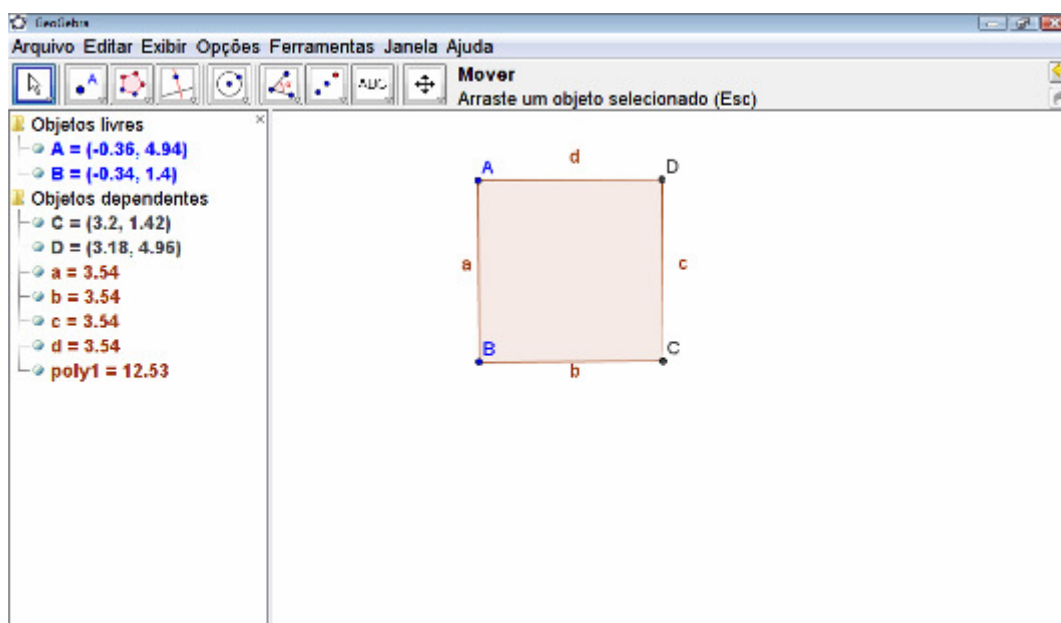 GeoGebra
Arquivo Editar Exibir Opções Ferramentas Janela Ajuda
A
ABC
Mover
Arraste um objeto selecionado (Esc)
Objetos livres
A = (-0.36, 4.94)
B = (-0.34, 1.4)
Objetos dependentes
C = (3.2, 1.42)
D = (3.18, 4.96)
a = 3.54
b = 3.54
c = 3.54
d = 3.54
poly1 = 12.53
A d D
a c
B C
b